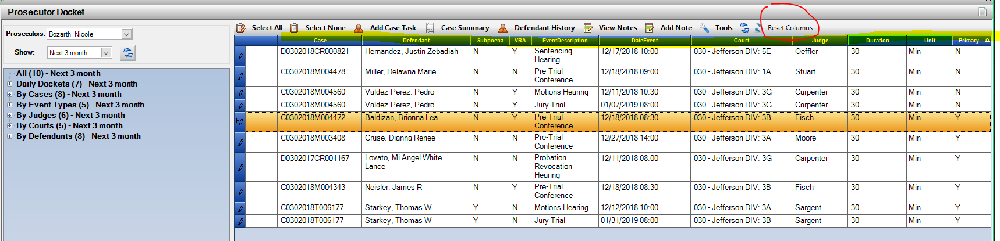 Prosecutor Docket
Prosecutors: Bozarth, Nicole
Show: Next 3 month
All (10) - Next 3 month
Daily Dockets (7) - Next 3 month
By Cases (8) - Next 3 month
By Event Types (5) - Next 3 month
By Judges (6) - Next 3 month
By Courts (5) - Next 3 month
By Defendants (8) - Next 3 month
Select All Select None Add Case Task Case Summary Defendant History View Notes Add Note Tools Reset Columns
Case Defendant Subpoena VRA EventDescription DateEvent Court Judge Duration Unit Primary
D0302018CR000821 Hernandez, Justin Zebadiah N Y Sentencing 12/17/2018 10:00 030 - Jefferson DIV: 5E Oeffler 30 Min N
Hearing
C0302018M004478 Miller, Delawna Marie N N Pre-Trial 12/18/2018 09:00 030 - Jefferson DIV: 1A Stuart 30 Min N
Conference
C0302018M004560 Valdez-Perez, Pedro N Y Motions Hearing 12/11/2018 10:30 030 - Jefferson DIV: 3G Carpenter 30 Min N
C0302018M004560 Valdez-Perez, Pedro N Y Jury Trial 01/07/2019 08:00 030 - Jefferson DIV: 3G Carpenter 30 Min N
C0302018M004472 Baldizan, Brionna Lea N Y Pre-Trial 12/18/2018 08:30 030 - Jefferson DIV: 3B Fisch 30 Min Y
Conference
C0302018M003408 Cruse, Dianna Renee N N Pre-Trial 12/27/2018 14:00 030 - Jefferson DIV: 3A Moore 30 Min Y
Conference
D0302017CR001167 Lovato, Mi Angel White N N Probation 12/11/2018 08:00 030 - Jefferson DIV: 3G Carpenter 30 Min Y
Lance Revocation
Hearing
C0302018M004343 Neisler, James R N Y Pre-Trial 12/18/2018 08:30 030 - Jefferson DIV: 3B Fisch 30 Min Y
Conference
C0302018T006177 Starkey, Thomas W Y N Motions Hearing 12/12/2018 10:00 030 - Jefferson DIV: 3A Sargent 30 Min Y
C0302018T006177 Starkey, Thomas W Y N Jury Trial 01/31/2019 08:00 030 - Jefferson DIV: 3B Sargent 30 Min Y